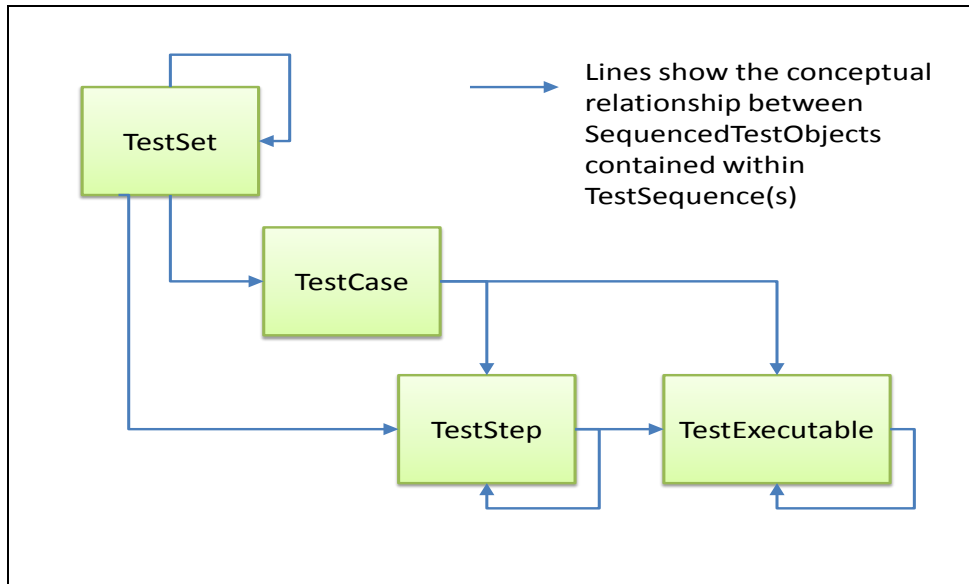 Lines show the conceptual
relationship between
SequencedTestObjects
contained within
TestSequence(s)
TestSet
TestCase
TestStep
TestExecutable